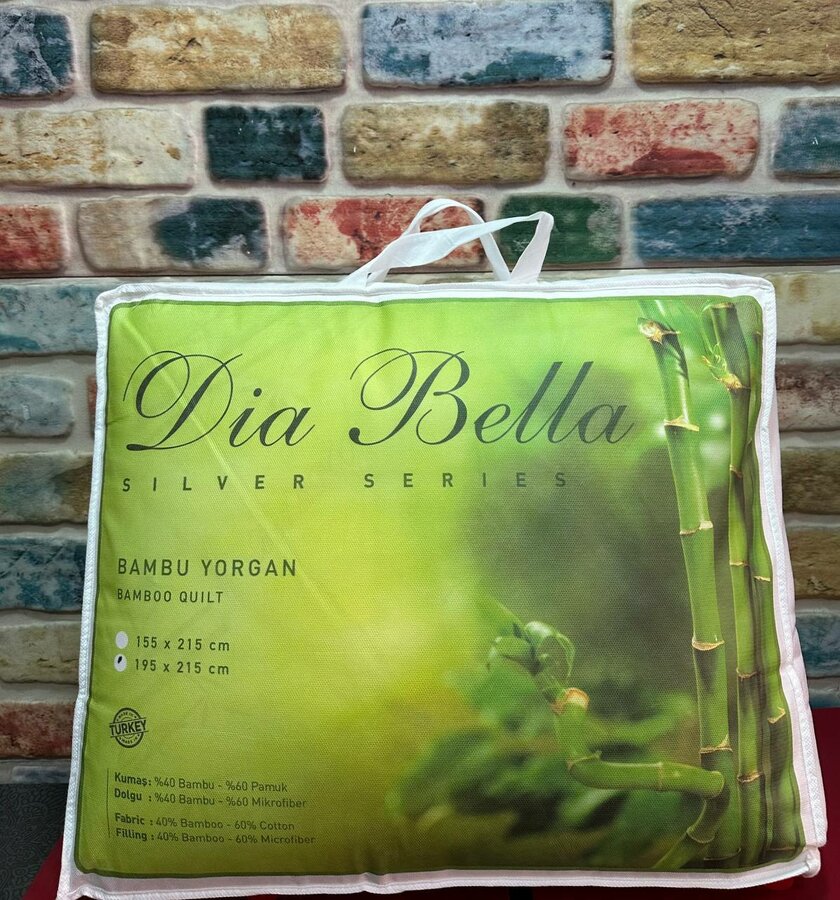 Dia Bella
SILVER SERIES
BAMBU YORGAN
BAMBOO QUILT
155 x 215 cm
195 x 215 cm
TURKEY
Kumaş: %40 Bambu - %60 Pamuk
Dolgu : %40 Bambu - %60 Mikrofiber
Fabric : 40% Bamboo - 60% Cotton
Filling : 40% Bamboo - 60% Microfiber